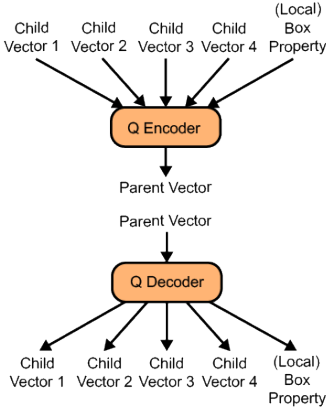 Child Vector 1
Child Vector 2
Child Vector 3
Child Vector 4
(Local) Box Property
Q Encoder
Parent Vector
Parent Vector
Q Decoder
Child Vector 1
Child Vector 2
Child Vector 3
Child Vector 4
(Local) Box Property